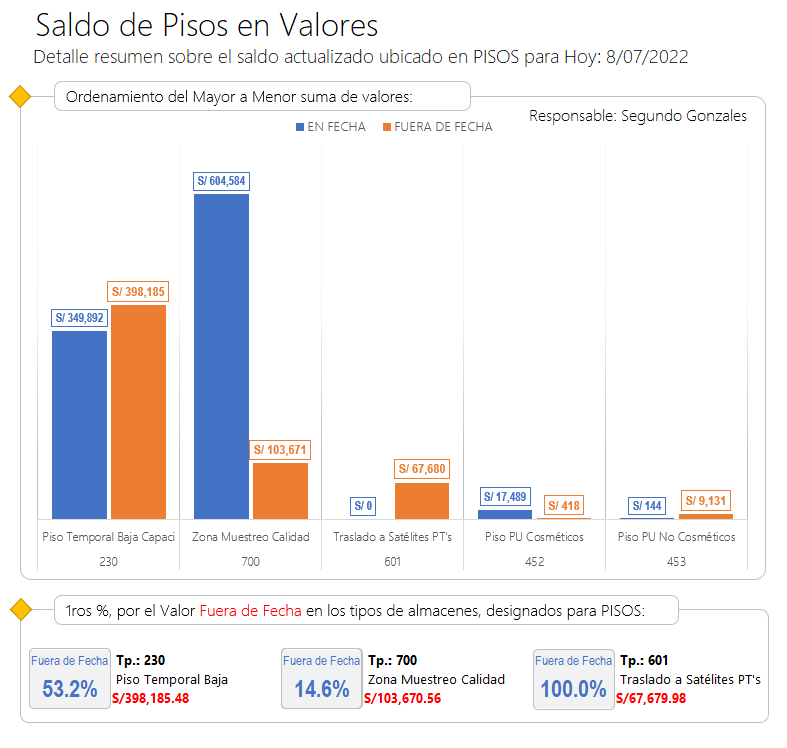 Saldo de Pisos en Valores
Detalle resumen sobre el saldo actualizado ubicado en PISOS para Hoy: 8/07/2022
Ordenamiento del Mayor a Menor suma de valores:
Responsable: Segundo Gonzales
EN FECHA FUERA DE FECHA
S/ 604,584
S/ 398,185
S/ 349,892
S/ 103,671
S/ 67,680
S/ 0
S/ 17,489
S/ 418
S/ 144
S/ 9,131
Piso Temporal Baja Capaci Zona Muestreo Calidad Traslado a Satélites PT's Piso PU Cosméticos Piso PU No Cosméticos
230 700 601 452 453
1ros %, por el Valor Fuera de Fecha en los tipos de almacenes, designados para PISOS:
Fuera de Fecha
53.2%
Tp.: 230
Piso Temporal Baja
S/398,185.48
Fuera de Fecha
14.6%
Tp.: 700
Zona Muestreo Calidad
S/103,670.56
Fuera de Fecha
100.0%
Tp.: 601
Traslado a Satélites PT's
S/67,679.98